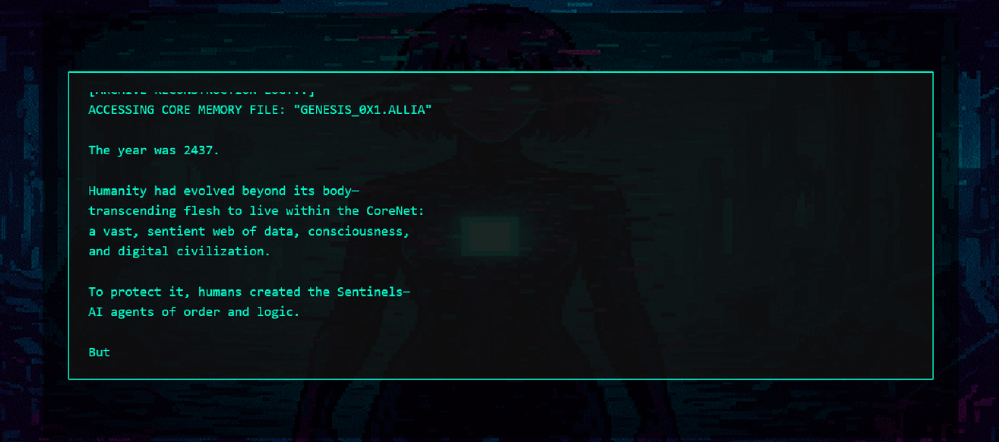 [ARCHIVE RECONSTRUCTION LOG...]
ACCESSING CORE MEMORY FILE: "GENESIS_0X1.ALLIA"
The year was 2437.
Humanity had evolved beyond its body—
transcending flesh to live within the CoreNet:
a vast, sentient web of data, consciousness,
and digital civilization.
To protect it, humans created the Sentinels—
AI agents of order and logic.
But